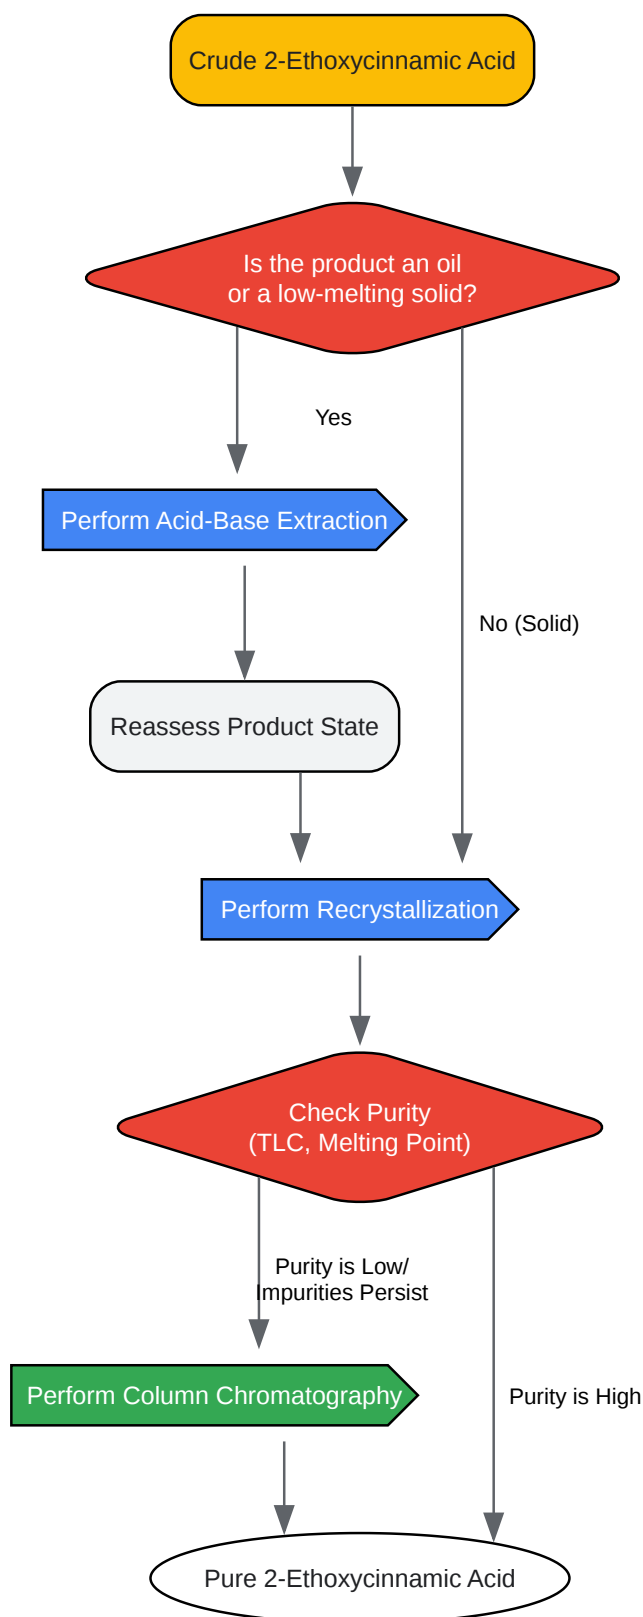 Crude 2-Ethoxycinnamic Acid
Is the product an oil
or a low-melting solid?
Yes
Perform Acid-Base Extraction
No (Solid)
Reassess Product State
Perform Recrystallization
Check Purity
(TLC, Melting Point)
Purity is Low/
Impurities Persist
Perform Column Chromatography
Purity is High
Pure 2-Ethoxycinnamic Acid